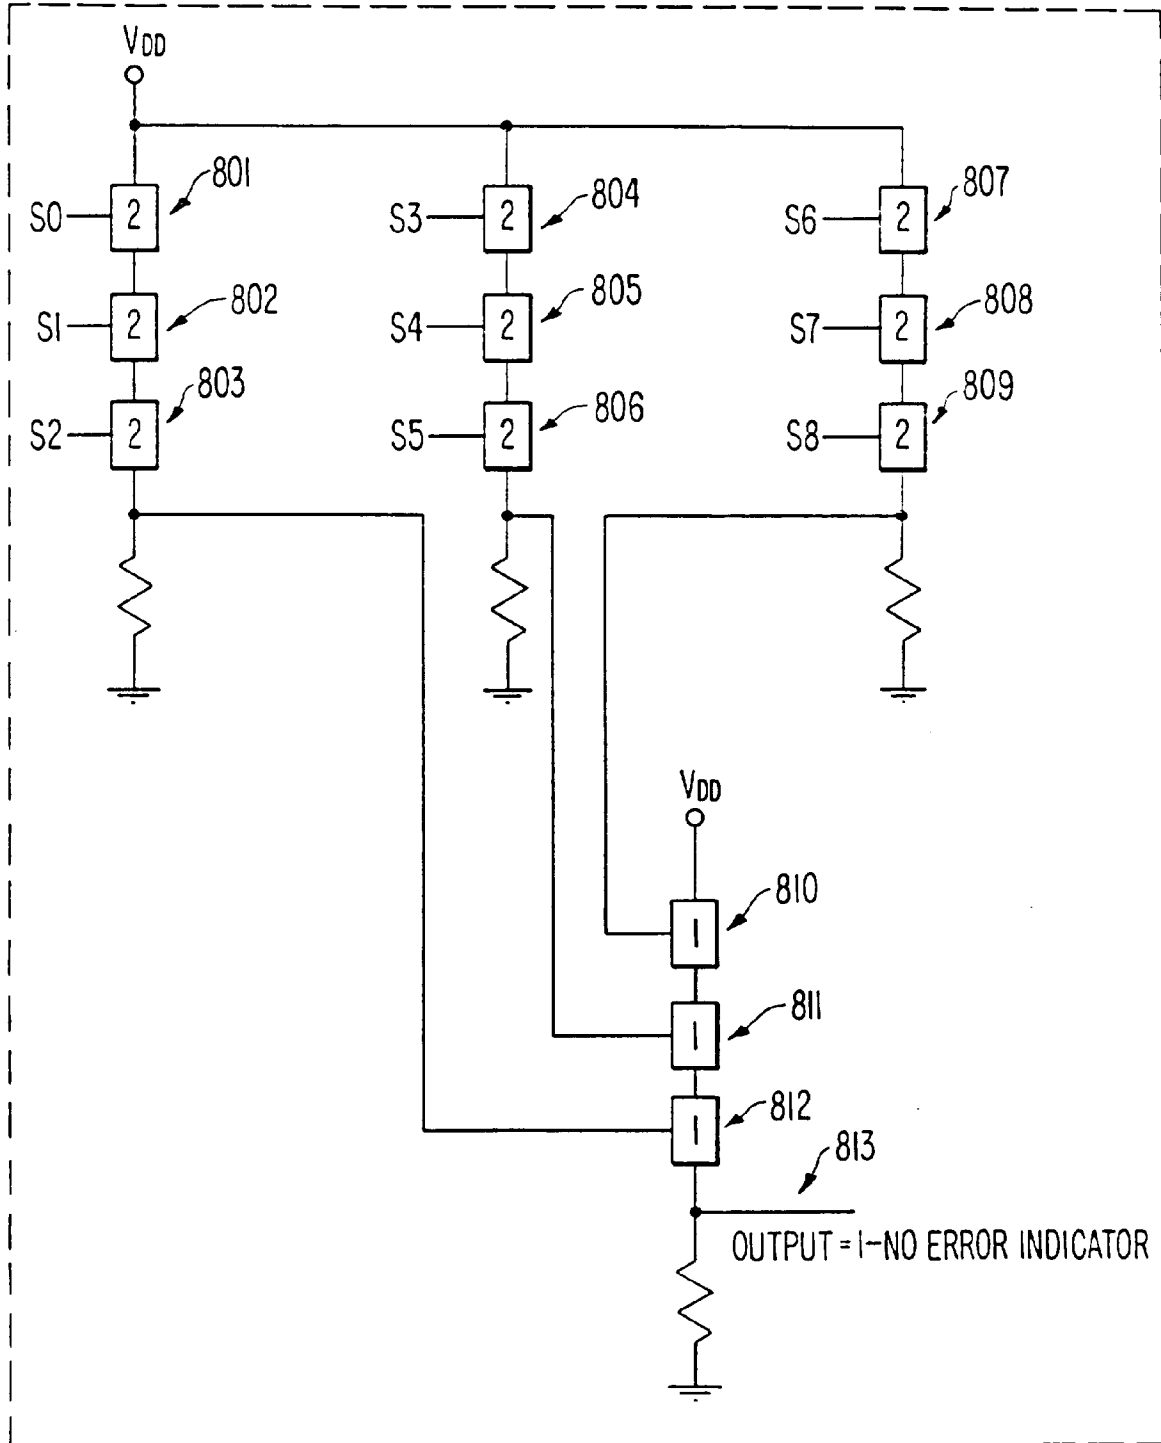 VDD
801
804
807
S0 2
S3 2
S6 2
802
805
808
S1 2
S4 2
S7 2
803
806
809
S2 2
S5 2
S8 2
VDD
810
1
811
1
812
1
813
OUTPUT = 1-NO ERROR INDICATOR